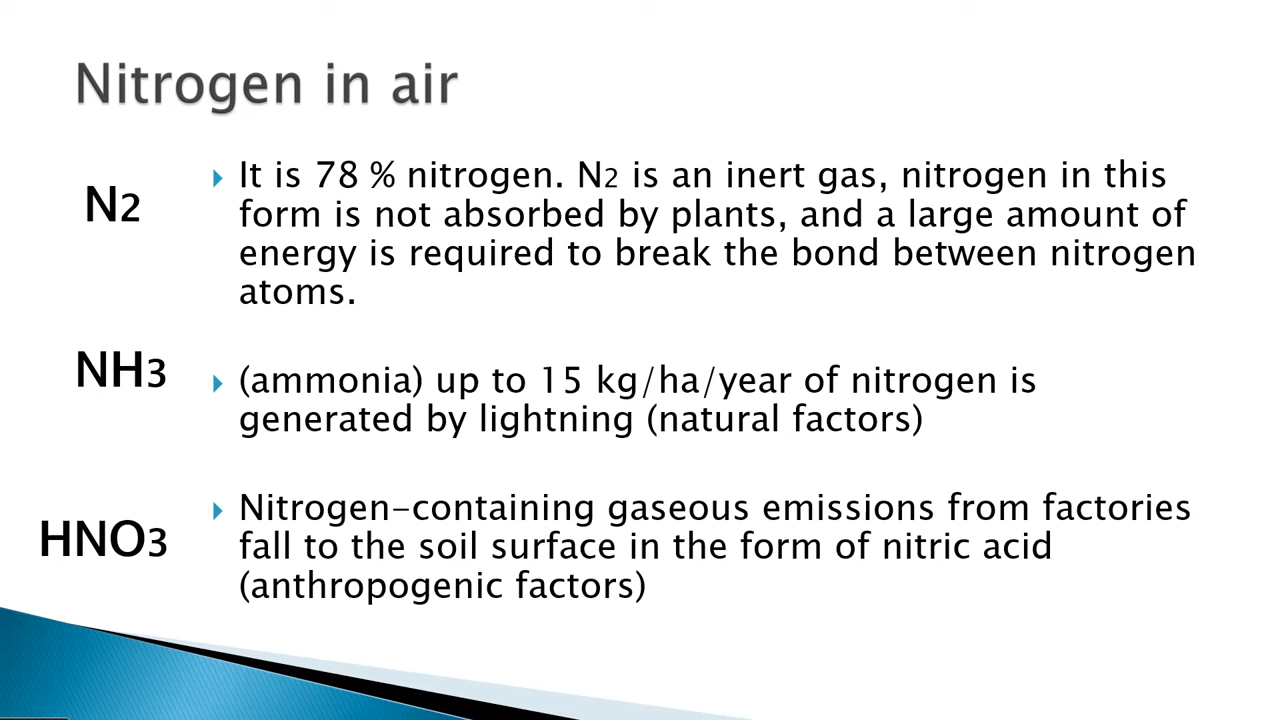 Nitrogen in air
N2
It is 78 % nitrogen. N2 is an inert gas, nitrogen in this
form is not absorbed by plants, and a large amount of
energy is required to break the bond between nitrogen
atoms.
NH3
(ammonia) up to 15 kg/ha/year of nitrogen is
generated by lightning (natural factors)
HNO3
Nitrogen-containing gaseous emissions from factories
fall to the soil surface in the form of nitric acid
(anthropogenic factors)